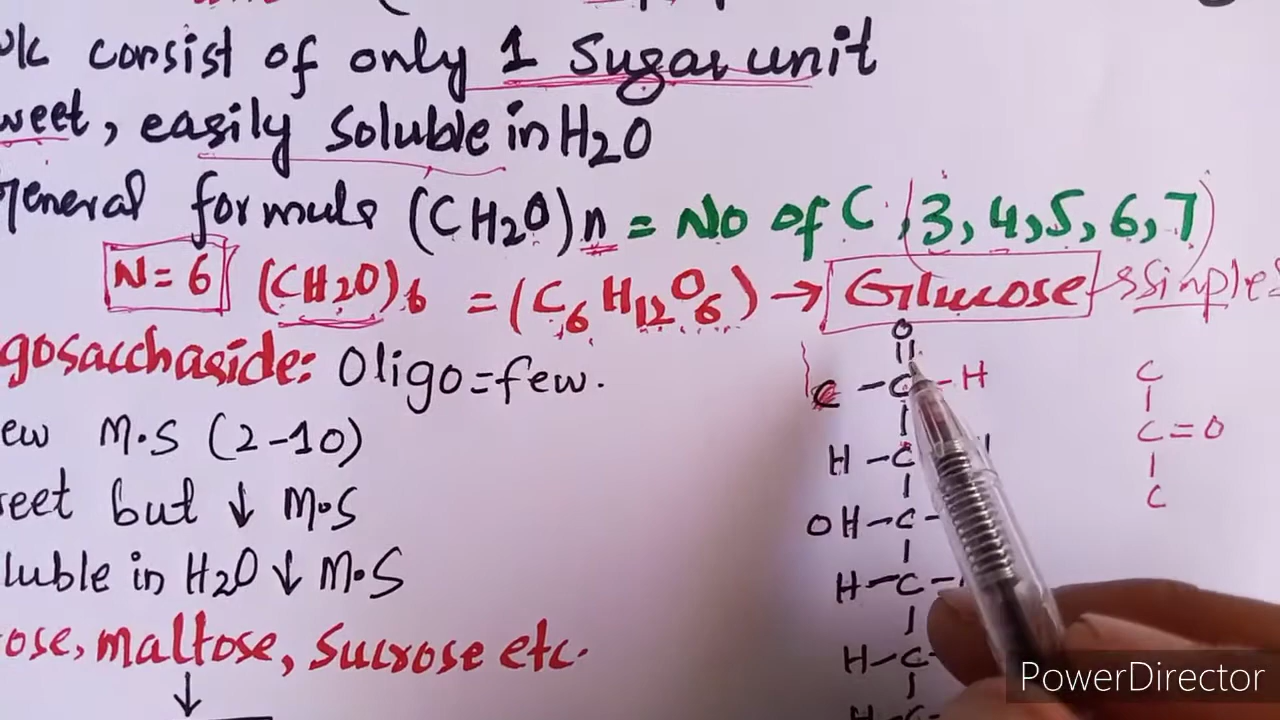 consist of only 1 Sugar unit
weet, easily soluble in H2O
General formula (CH2O)n = No of C (3, 4, 5, 6, 7)
N=6 (CH2O)6 = (C6H12O6) → Glucose
gosaccharide: Oligo=few.
ew M.S (2-10)
eet but ↓ M.S
luble in H2O ↓ M.S
ose, maltose, sucrose etc.
↓
O
||
C - C - H
H - C
OH - C -
H - C -
H - C -
H - C
C
|
C = O
|
C
PowerDirector